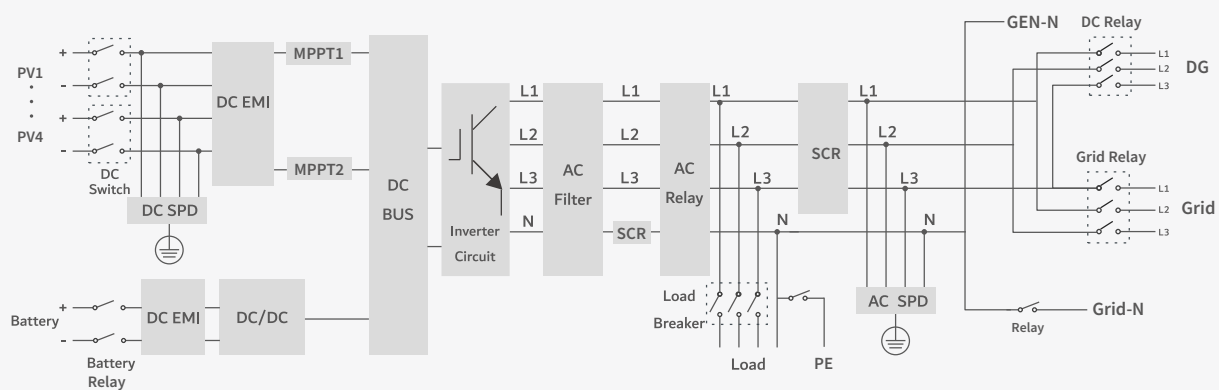 GEN-N
DC Relay
+
PV1
-
+
PV4
-
DC
Switch
DC EMI
MPPT1
MPPT2
DC SPD
DC
BUS
Inverter
Circuit
L1
L2
L3
N
AC
Filter
L1
L2
L3
SCR
AC
Relay
L1
L2
L3
N
SCR
L1
L2
L3
N
L1
L2
L3
DG
Grid Relay
L1
L2
L3
Grid
Load
Breaker
Load
PE
AC SPD
Relay
Grid-N
+
Battery
-
Battery
Relay
DC EMI
DC/DC